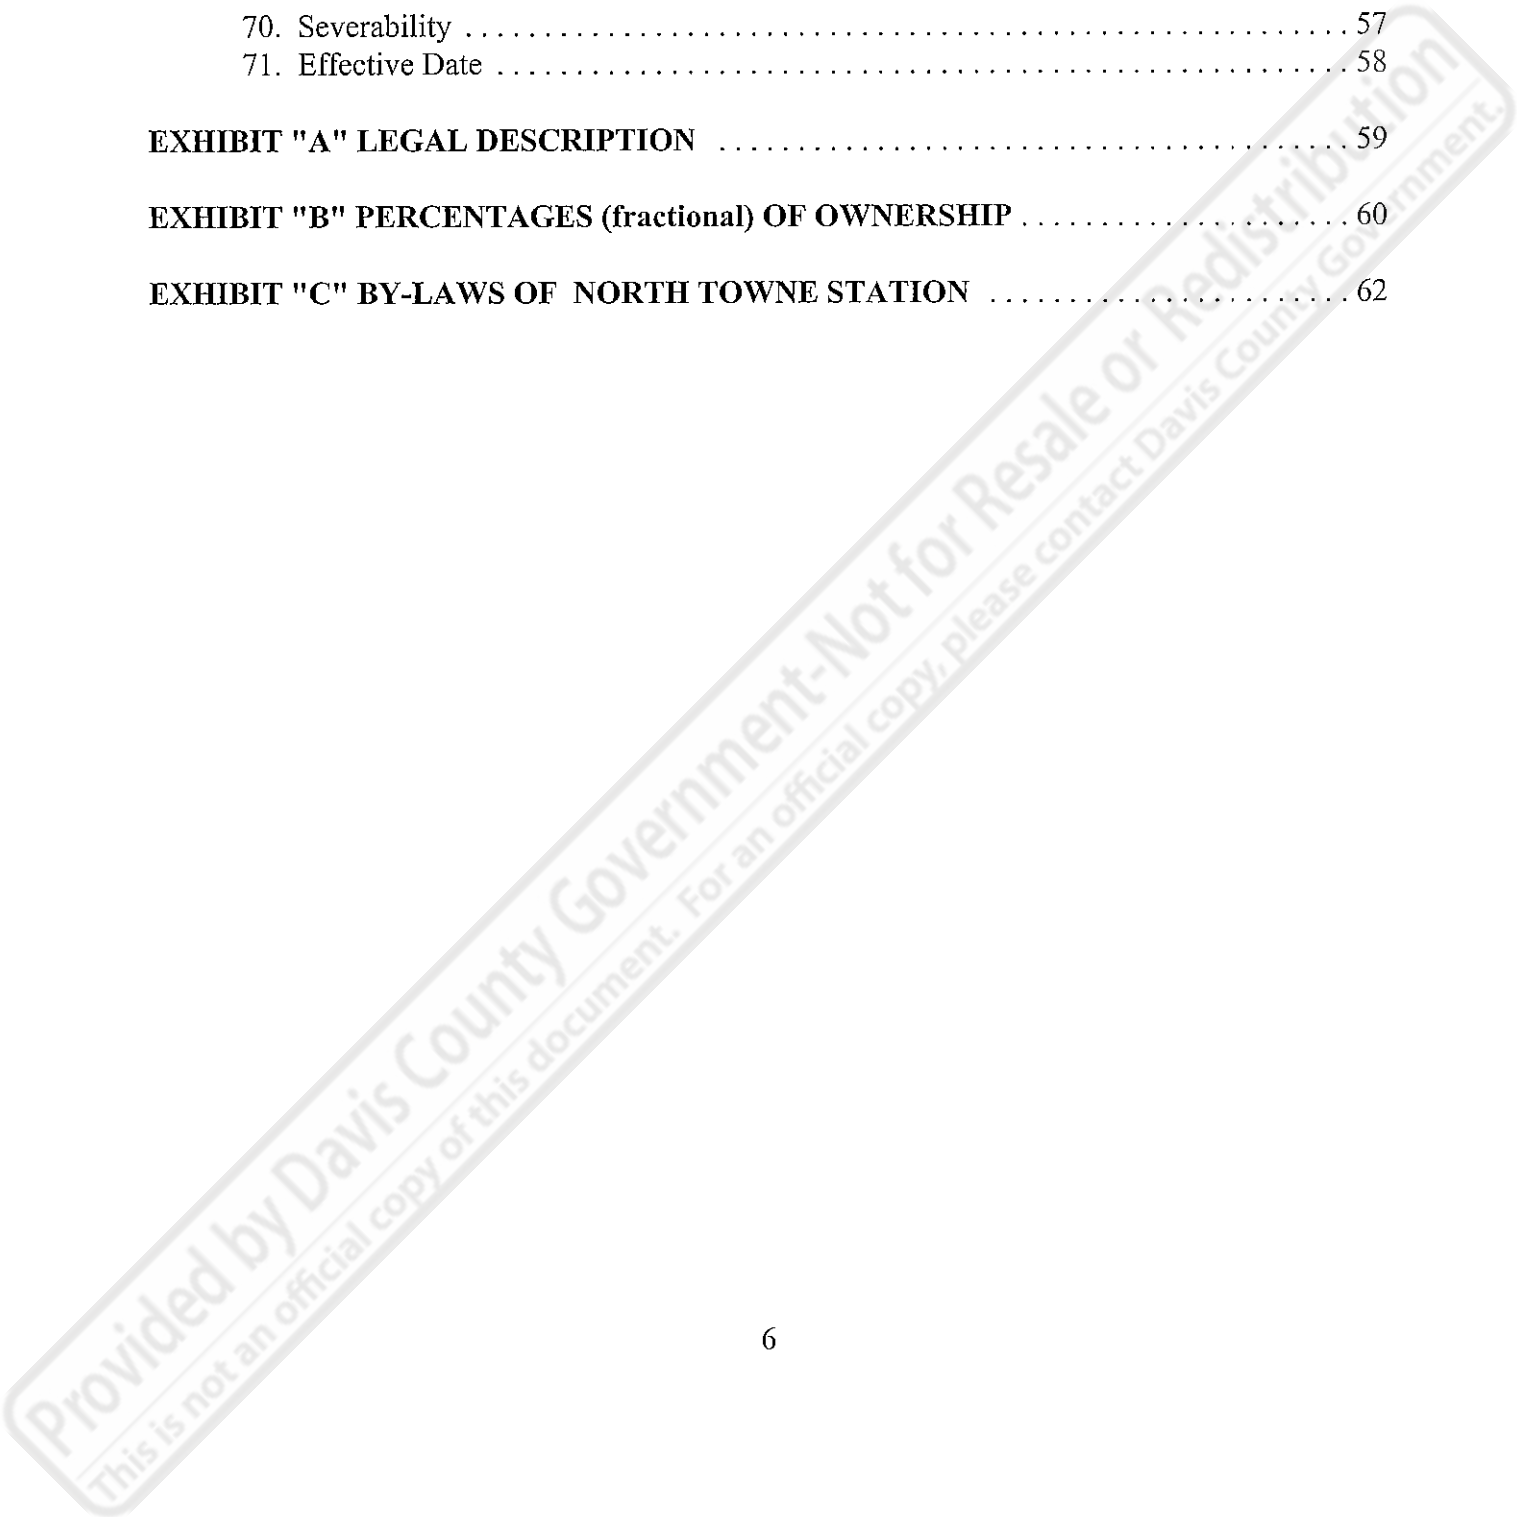 70. Severability . . . . . . . . . . . . . . . . . . . . . . . . . . . . . . . . . . . . . . . . . . . . . . . . . . . . . . . . 57
71. Effective Date . . . . . . . . . . . . . . . . . . . . . . . . . . . . . . . . . . . . . . . . . . . . . . . . . . . . . . 58
EXHIBIT "A" LEGAL DESCRIPTION . . . . . . . . . . . . . . . . . . . . . . . . . . . . . . . . . . . . . . . . 59
EXHIBIT "B" PERCENTAGES (fractional) OF OWNERSHIP . . . . . . . . . . . . . . . . . . . . . 60
EXHIBIT "C" BY-LAWS OF NORTH TOWNE STATION . . . . . . . . . . . . . . . . . . . . . . . 62
Provided by Davis County Government-Not for Resale or Redistribution
This is not an official copy of this document. For an official copy, please contact Davis County Government.
6